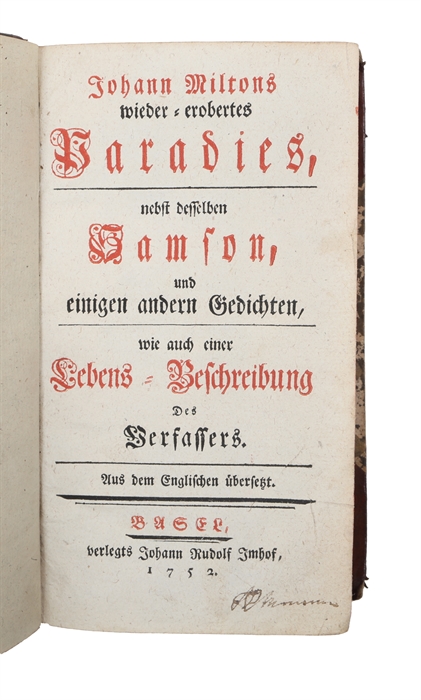 Johann Miltons
wieder-erobertes
Paradies,
nebst desselben
Samson,
und
einigen andern Gedichten,
wie auch einer
Lebens-Beschreibung
Des
Verfassers.
Aus dem Englischen übersetzt.
BASEL,
verlegts Johann Rudolf Imhof,
1752.